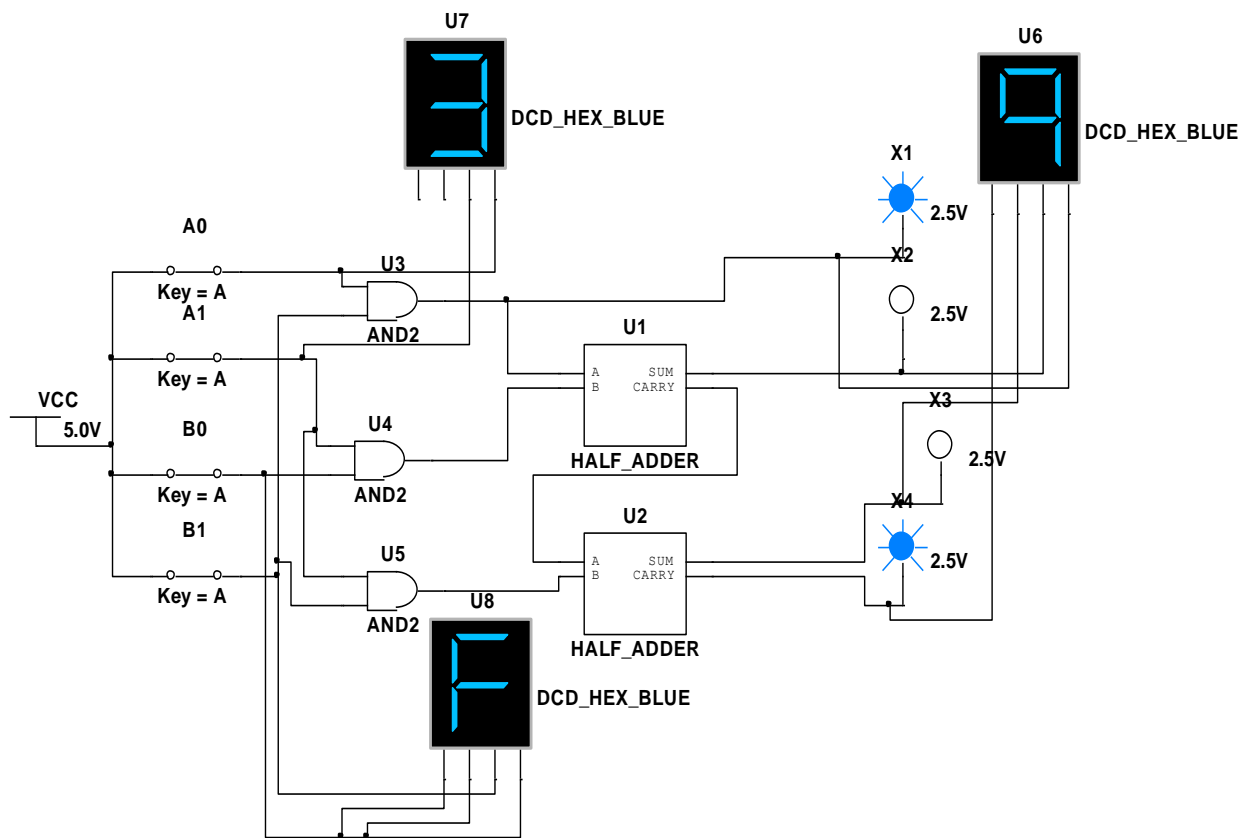 U7
3
DCD_HEX_BLUE
U6
9
DCD_HEX_BLUE
X1
2.5V
X2
2.5V
A0
Key = A
U3
AND2
A1
Key = A
U1
A SUM
B CARRY
HALF_ADDER
VCC
5.0V
B0
Key = A
U4
AND2
X3
2.5V
B1
Key = A
U5
AND2
U2
A SUM
B CARRY
HALF_ADDER
X4
2.5V
U8
F
DCD_HEX_BLUE